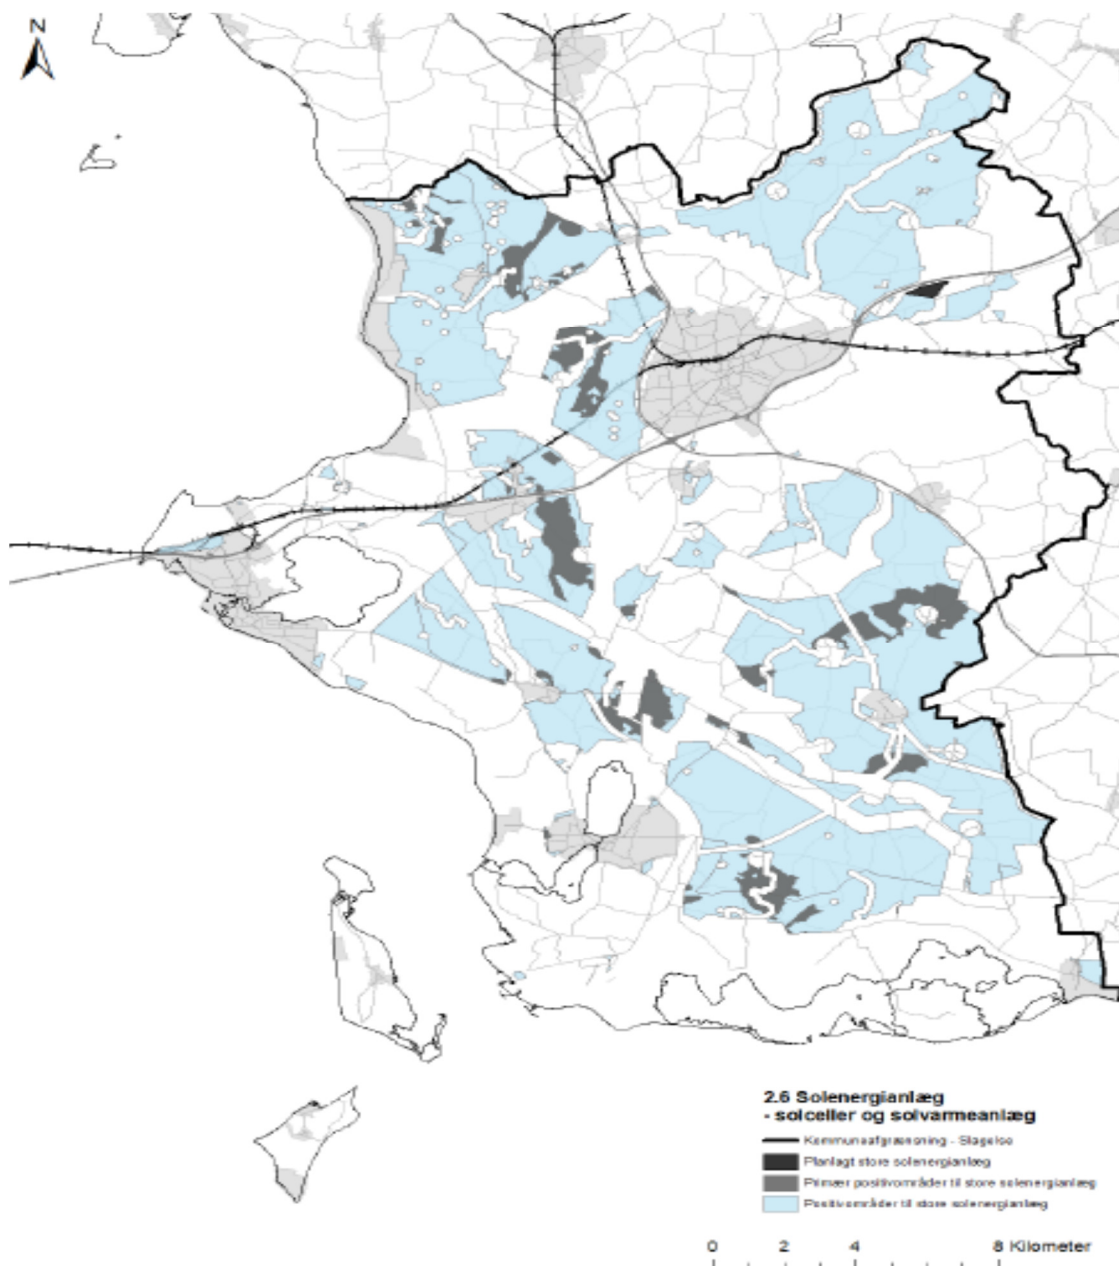 N
2.6 Solenergianlæg
- solceller og solvarmeanlæg
Kommuneafgrænsning - Slagelse
Planlagt store solenergianlæg
Primær positivområder til store solenergianlæg
Positivområder til store solenergianlæg
0 2 4 8 Kilometer